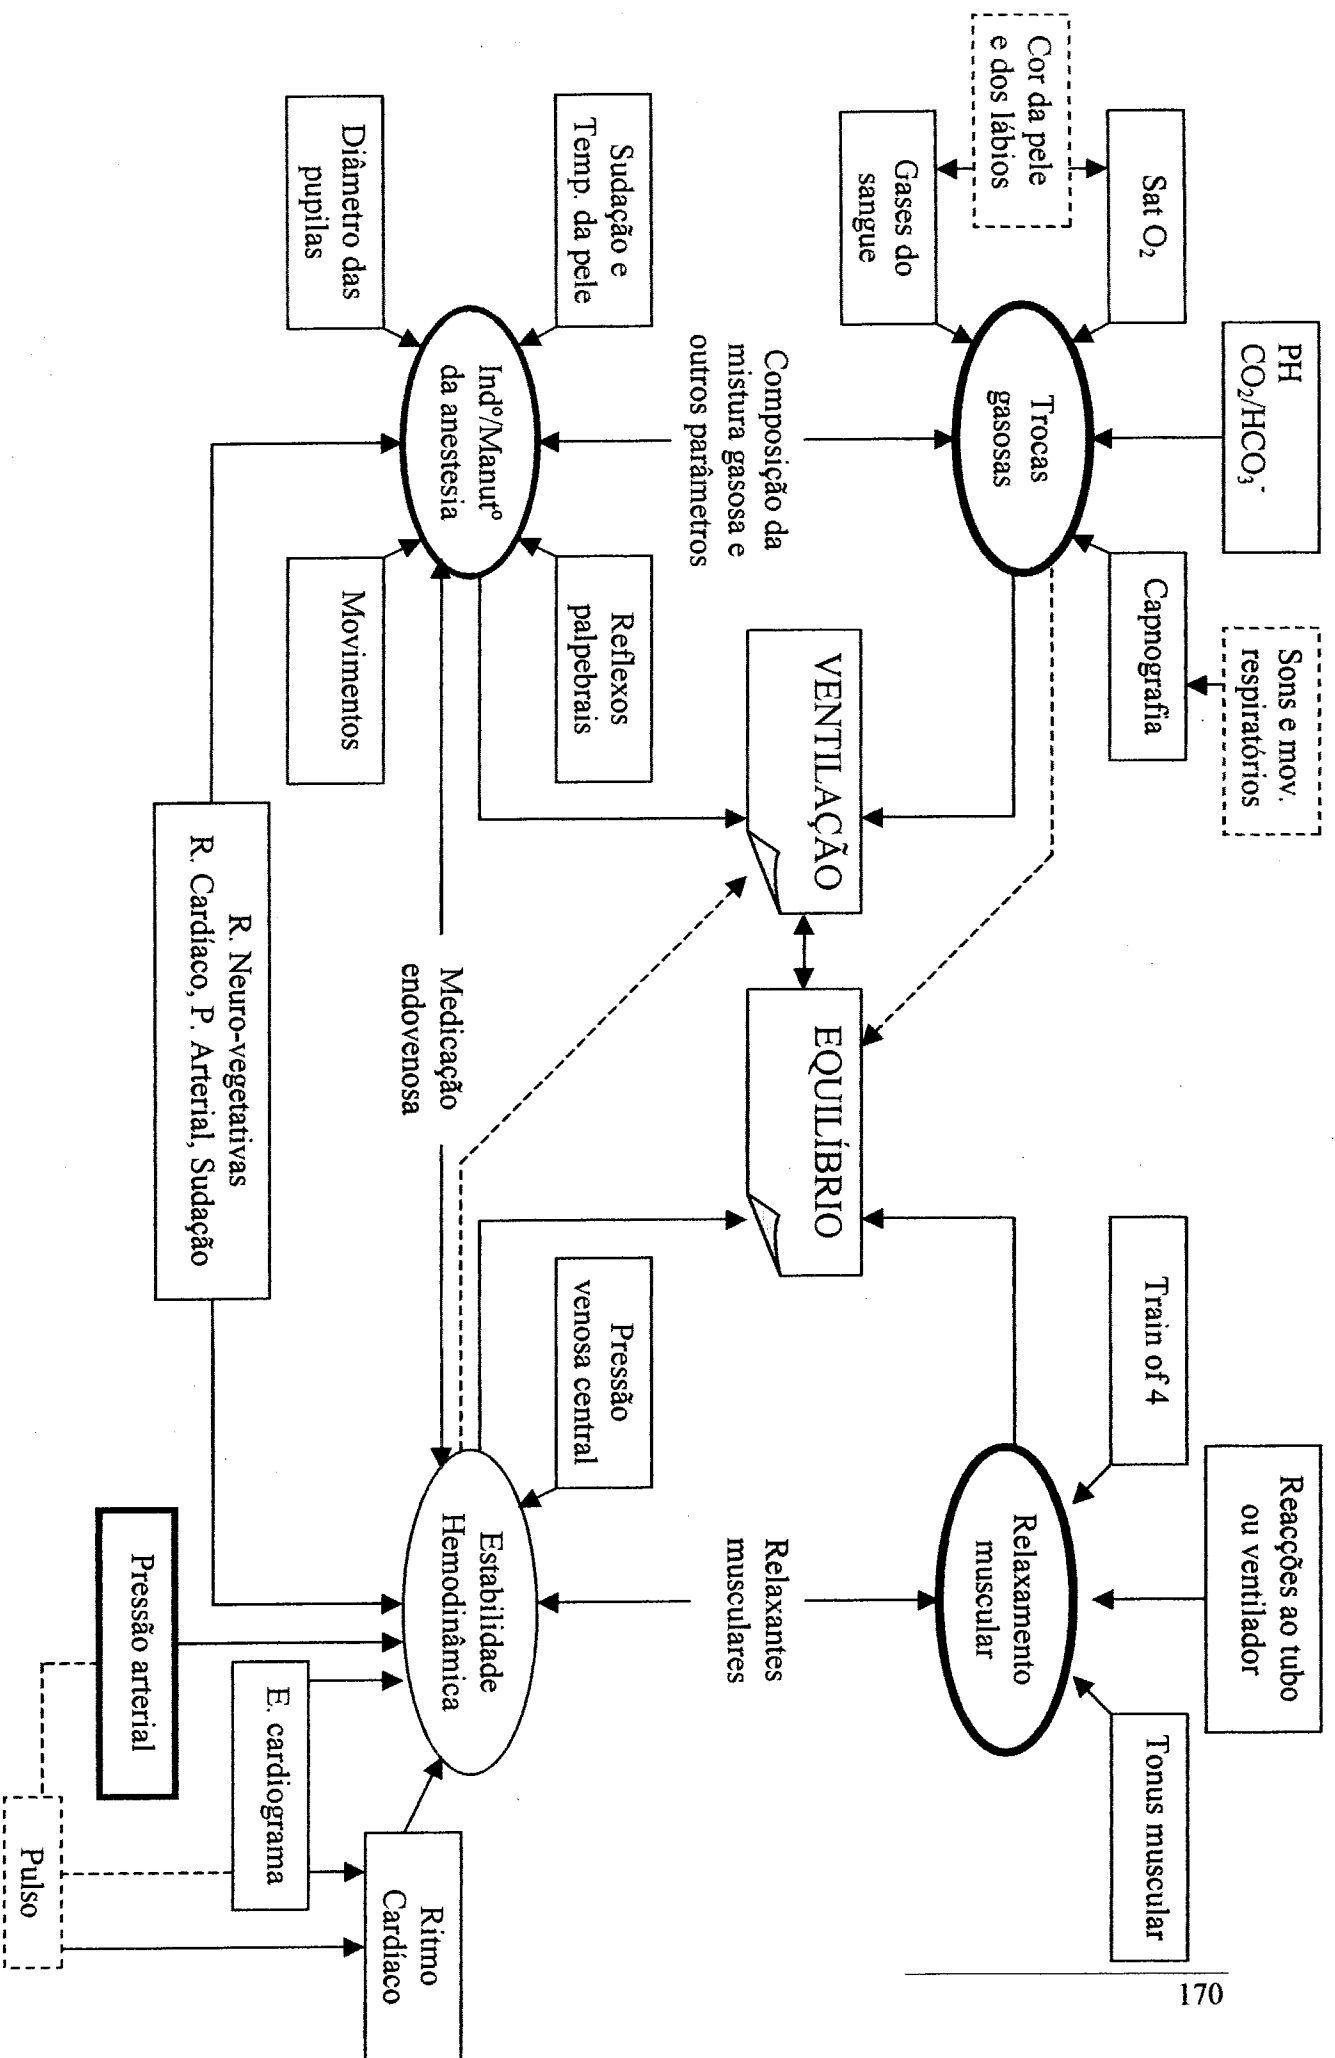 170
Sons e mov.
respiratórios
PH
CO₂/HCO₃⁻
Reacções ao tubo
ou ventilador
Sat O₂
Capnografia
Train of 4
Tonus muscular
Cor da pele
e dos lábios
Trocas
gasosas
Relaxamento
muscular
Gases do
sangue
VENTILAÇÃO
EQUILÍBRIO
Composição da
mistura gasosa e
outros parâmetros
Relaxantes
musculares
Sudação e
Temp. da pele
Reflexos
palpebrais
Pressão
venosa central
Indº/Manutº
da anestesia
Medicação
endovenosa
Estabilidade
Hemodinâmica
Ritmo
Cardíaco
Diâmetro das
pupilas
Movimentos
E. cardiograma
R. Neuro-vegetativas
R. Cardíaco, P. Arterial, Sudação
Pressão arterial
Pulso